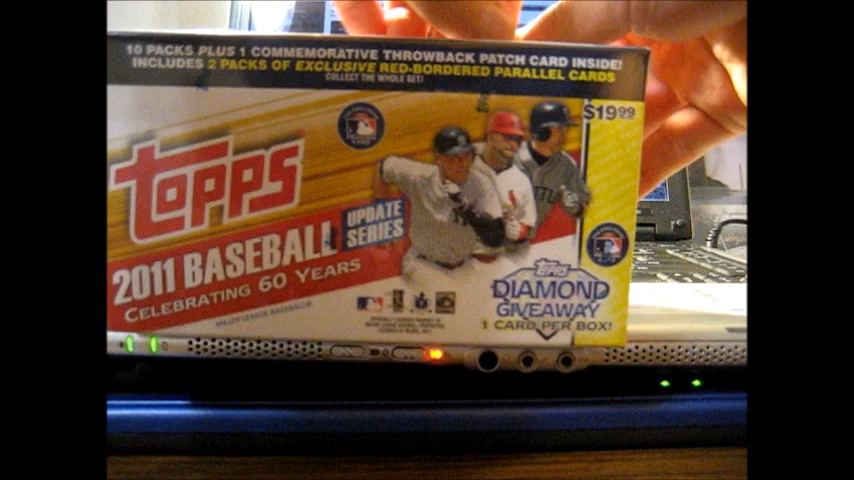 10 PACKS PLUS 1 COMMEMORATIVE THROWBACK PATCH CARD INSIDE!
INCLUDES 2 PACKS OF EXCLUSIVE RED-BORDERED PARALLEL CARDS
COLLECT THE WHOLE SET!
$19.99
Topps
2011 BASEBALL
UPDATE
SERIES
CELEBRATING 60 YEARS
MAJOR LEAGUE BASEBALL
Topps
DIAMOND
GIVEAWAY
1 CARD PER BOX!